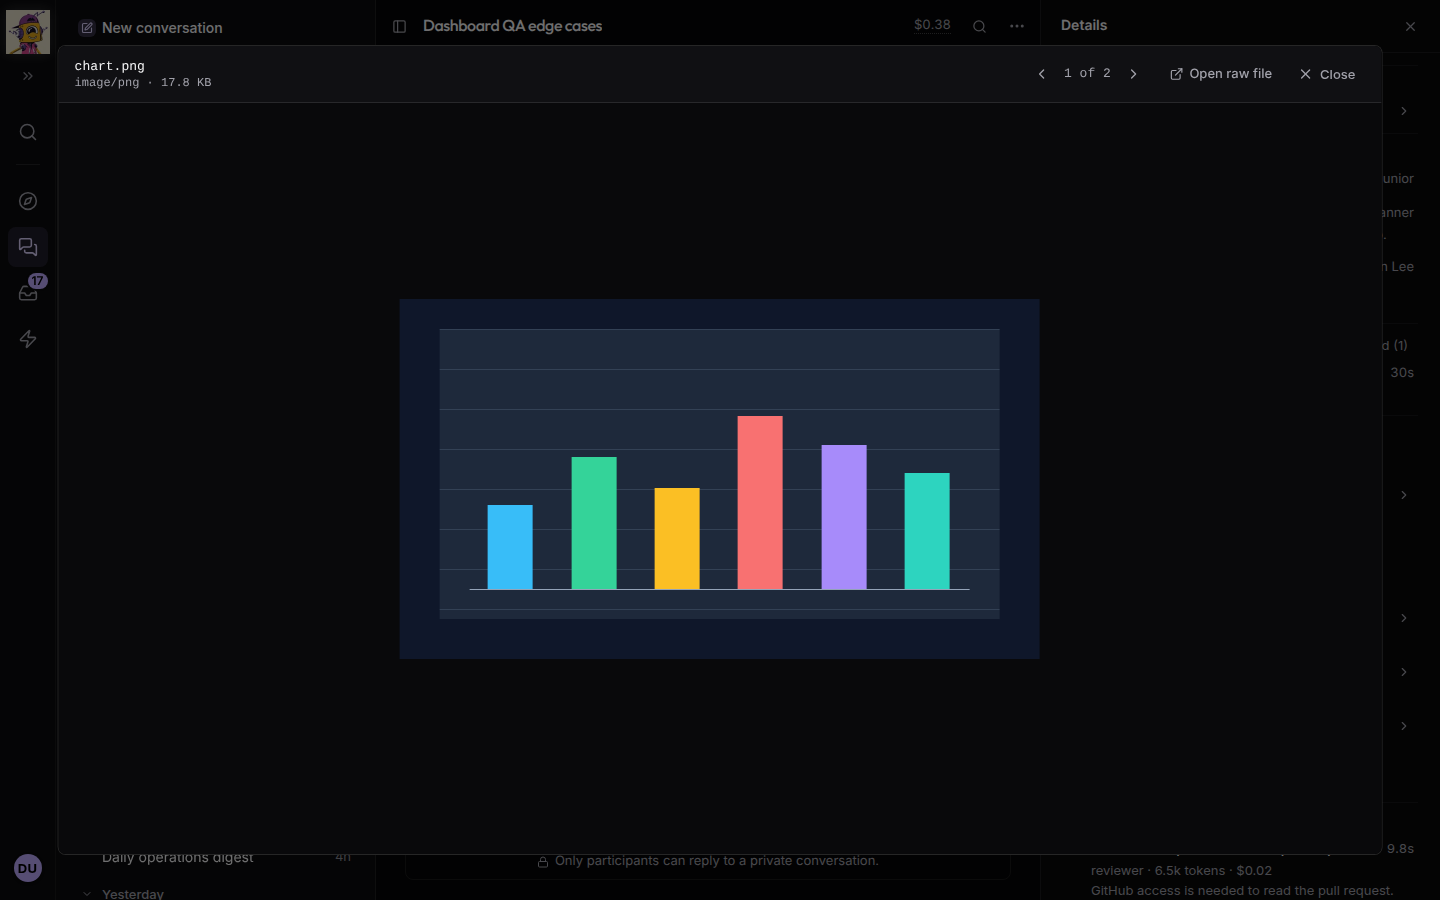 New conversation
Dashboard QA edge cases
$0.38
Details
chart.png
image/png · 17.8 KB
1 of 2
Open raw file
Close
17
unior
anner
Lee
d (1)
30s
DU
Daily operations digest
4h
Yesterday
Only participants can reply to a private conversation.
9.8s
reviewer · 6.5k tokens · $0.02
GitHub access is needed to read the pull request.